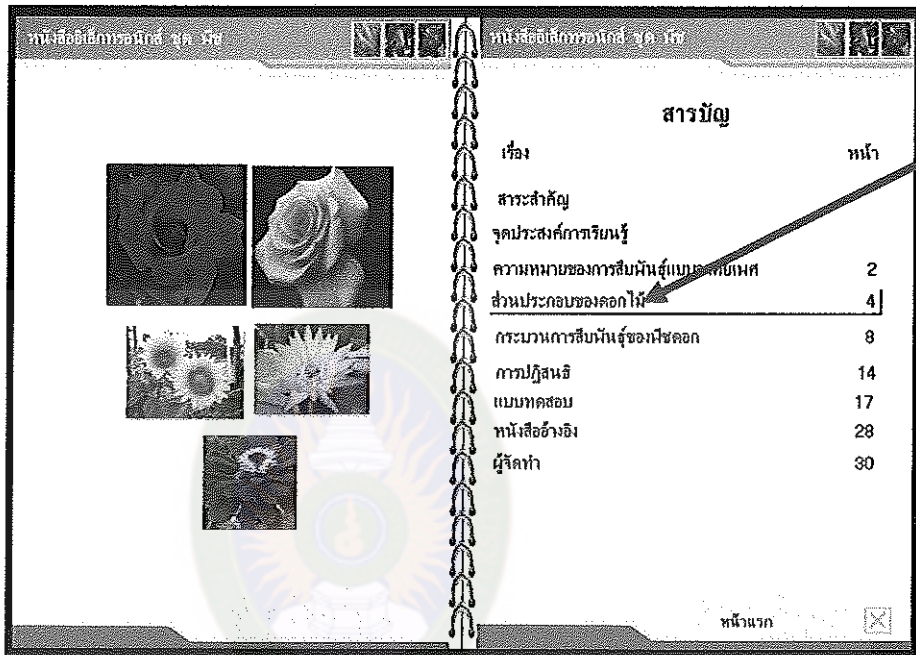 หนังสืออิเล็กทรอนิกส์ ชุด พืช
หนังสืออิเล็กทรอนิกส์ ชุด พืช
สารบัญ
เรื่อง หน้า
สาระสำคัญ
จุดประสงค์การเรียนรู้
ความหมายของการสืบพันธุ์แบบอาศัยเพศ 2
ส่วนประกอบของดอกไม้ 4
กระบวนการสืบพันธุ์ของพืชดอก 8
การปฏิสนธิ 14
แบบทดสอบ 17
หนังสืออ้างอิง 28
ผู้จัดทำ 30
หน้าแรก